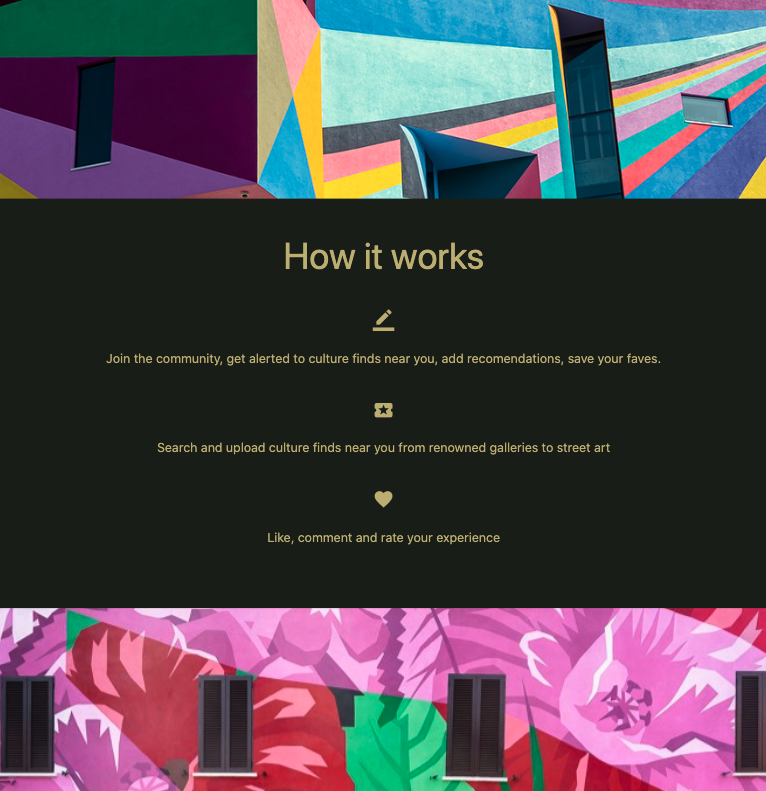 How it works
Join the community, get alerted to culture finds near you, add recomendations, save your faves.
Search and upload culture finds near you from renowned galleries to street art
Like, comment and rate your experience